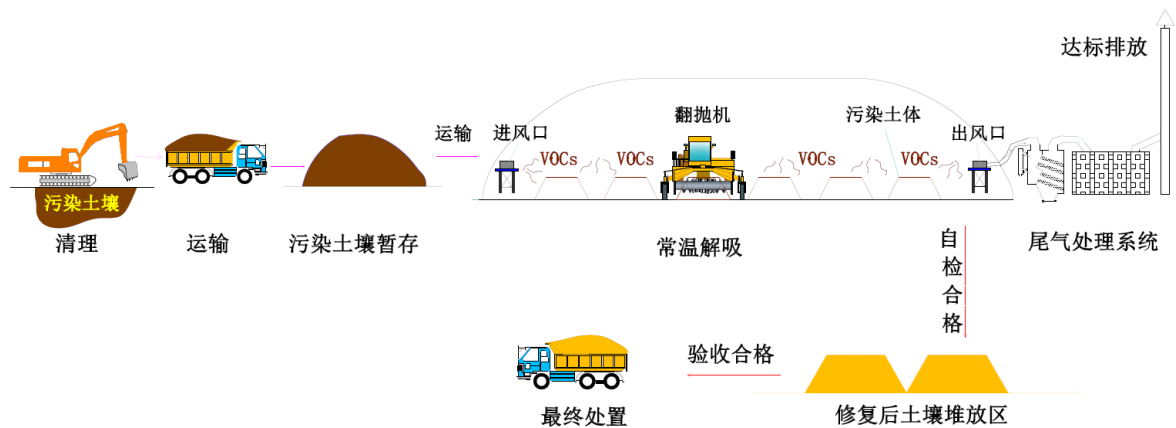 达标排放
运输
进风口
翻抛机
污染土体
出风口
VOCs
VOCs
VOCs
VOCs
污染土壤
清理
运输
污染土壤暂存
常温解吸
自检合格
尾气处理系统
验收合格
最终处置
修复后土壤堆放区